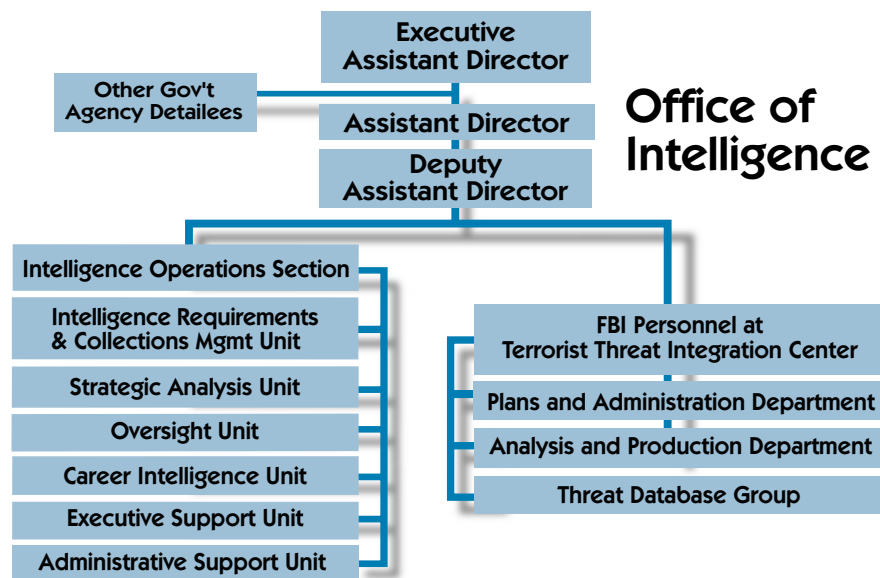 Executive
Assistant Director
Other Gov't
Agency Detailees
Office of
Intelligence
Assistant Director
Deputy
Assistant Director
Intelligence Operations Section
Intelligence Requirements
& Collections Mgmt Unit
Strategic Analysis Unit
Oversight Unit
Career Intelligence Unit
Executive Support Unit
Administrative Support Unit
FBI Personnel at
Terrorist Threat Integration Center
Plans and Administration Department
Analysis and Production Department
Threat Database Group